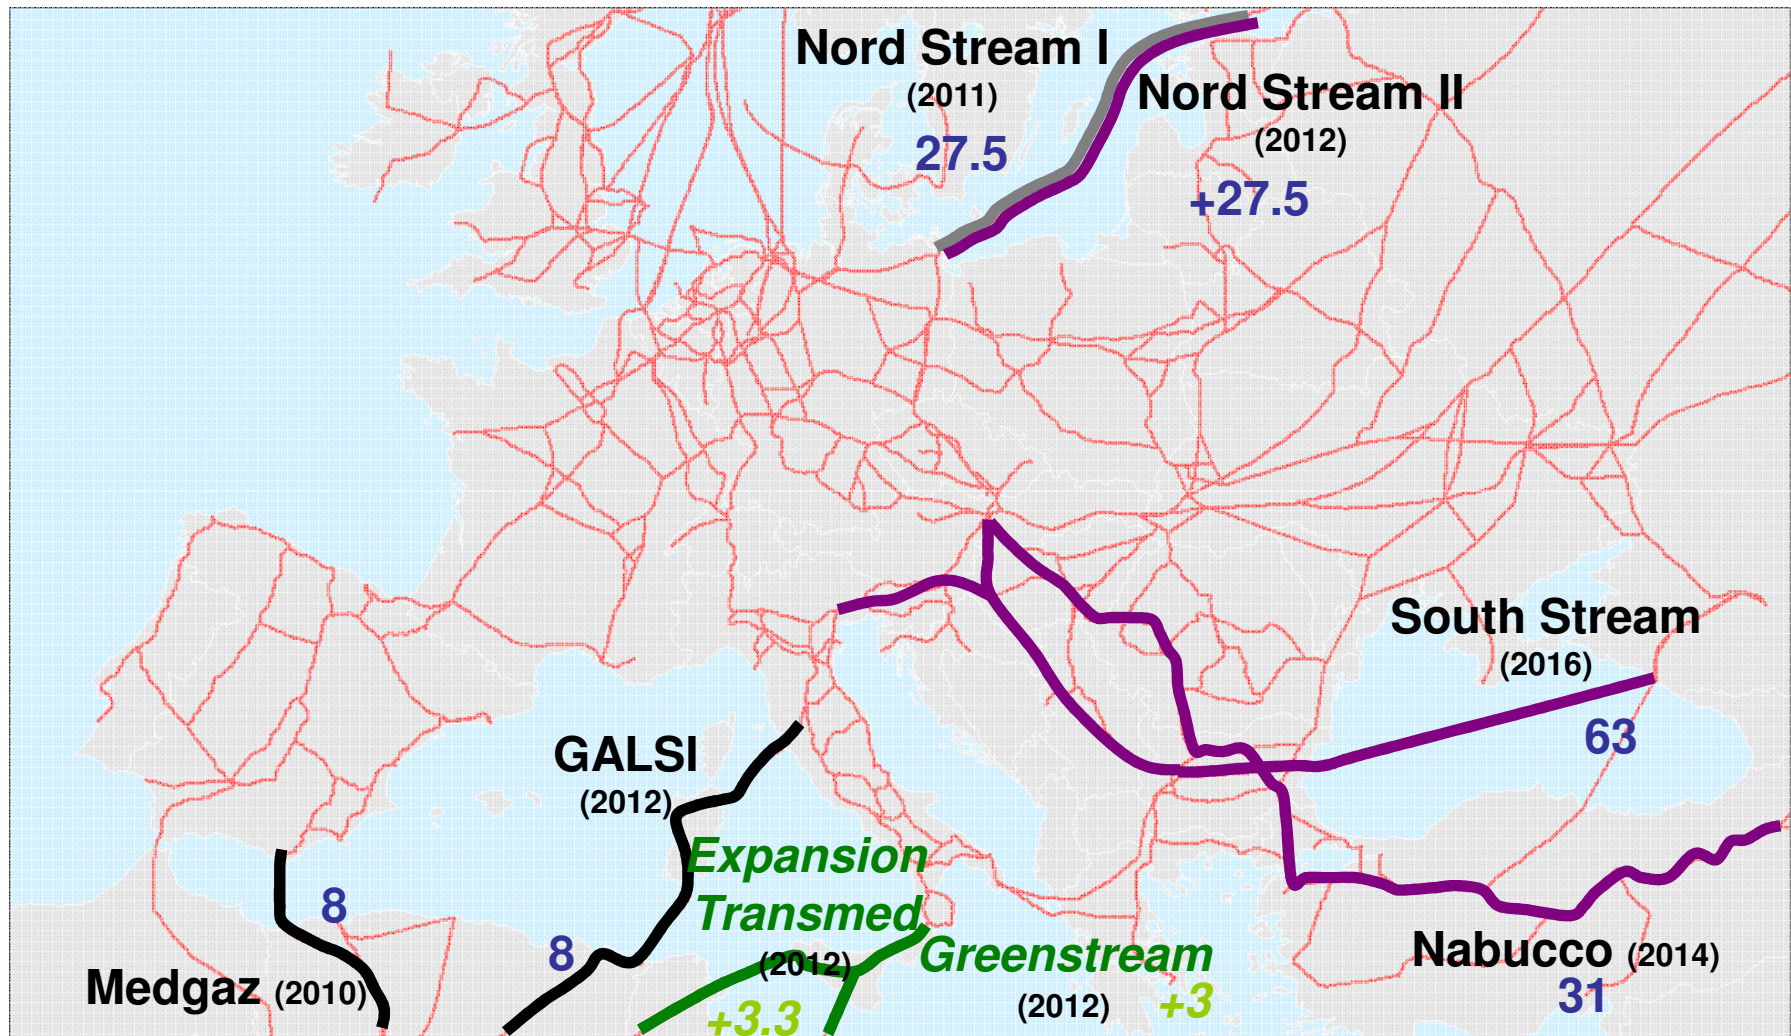 Nord Stream I
(2011)
27.5
Nord Stream II
(2012)
+27.5
South Stream
(2016)
63
GALSI
(2012)
8
Expansion
Transmed
(2012)
+3.3
Greenstream
(2012) +3
8
Medgaz (2010)
Nabucco (2014)
31